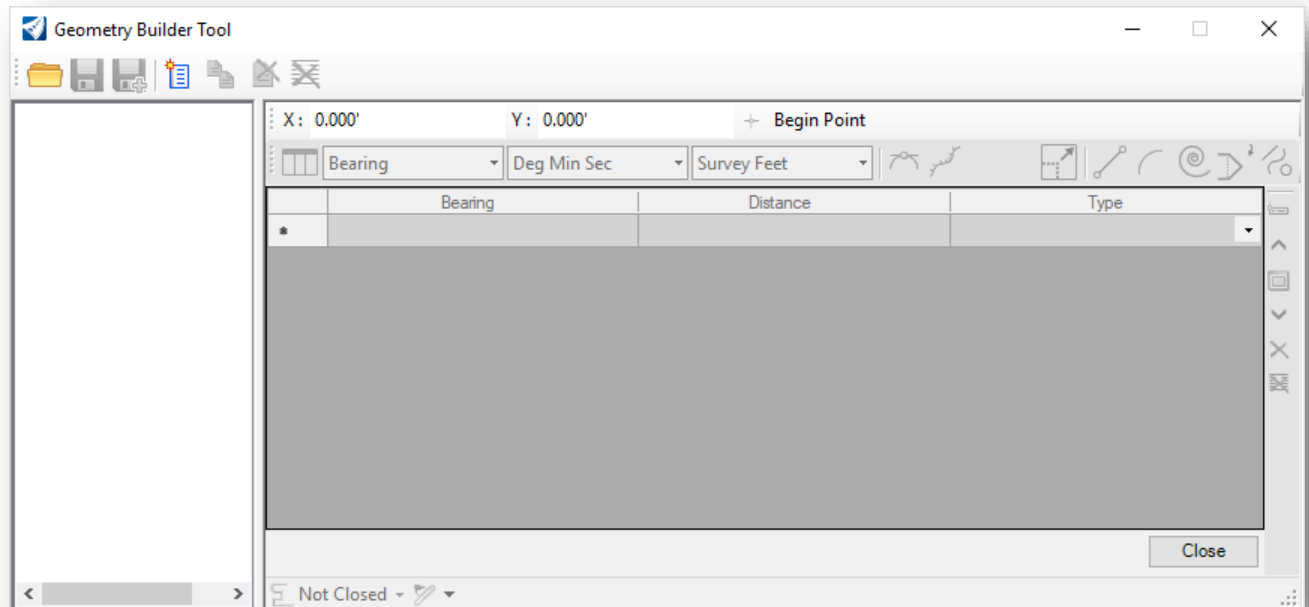 Geometry Builder Tool
X: 0.000' Y: 0.000' Begin Point
Bearing Deg Min Sec Survey Feet
Bearing Distance Type
*
Close
Not Closed